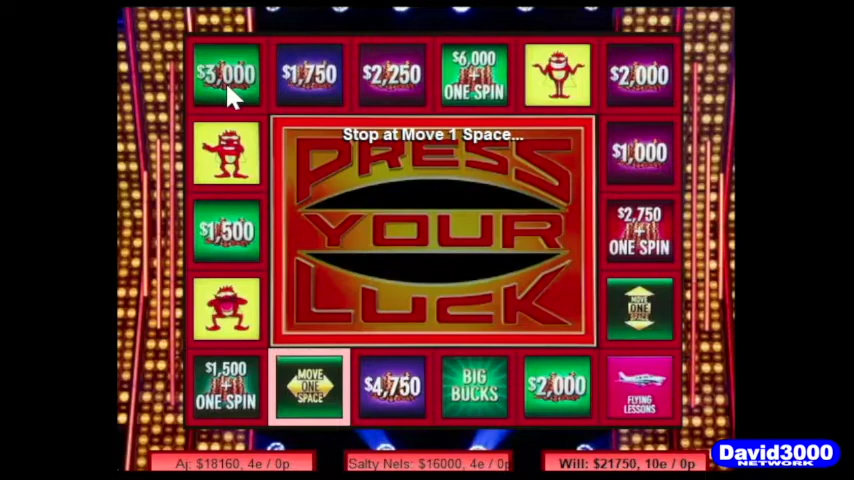 $3,000
$1,750
$2,250
$6,000
+
ONE SPIN
$2,000
Stop at Move 1 Space...
$1,000
PRESS
YOUR
LUCK
$1,500
$2,750
+
ONE SPIN
MOVE
ONE
SPACE
$1,500
+
ONE SPIN
MOVE
ONE
SPACE
$4,750
BIG
BUCKS
$2,000
FLYING
LESSONS
Aj: $18160, 4e / 0p
Salty Nels: $16000, 4e / 0p
Will: $21750, 10e / 0p
David3000
NETWORK